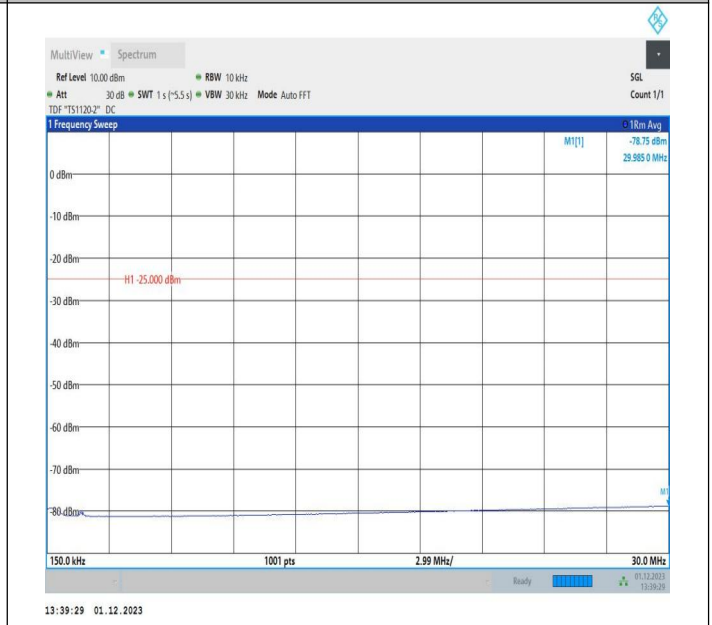 MultiView Spectrum
Ref Level 10.00 dBm RBW 10 kHz SGL
Att 30 dB SWT 1 s (~5.5 s) VBW 30 kHz Mode Auto FFT Count 1/1
TDF "TS1120-2" DC
1 Frequency Sweep 1Rm Avg
M1[1] -78.75 dBm
29.985 0 MHz
0 dBm
-10 dBm
-20 dBm
H1 -25.000 dBm
-30 dBm
-40 dBm
-50 dBm
-60 dBm
-70 dBm
M1
-80 dBm
150.0 kHz 1001 pts 2.99 MHz/ 30.0 MHz
Ready 01.12.2023
13:39:29
13:39:29 01.12.2023